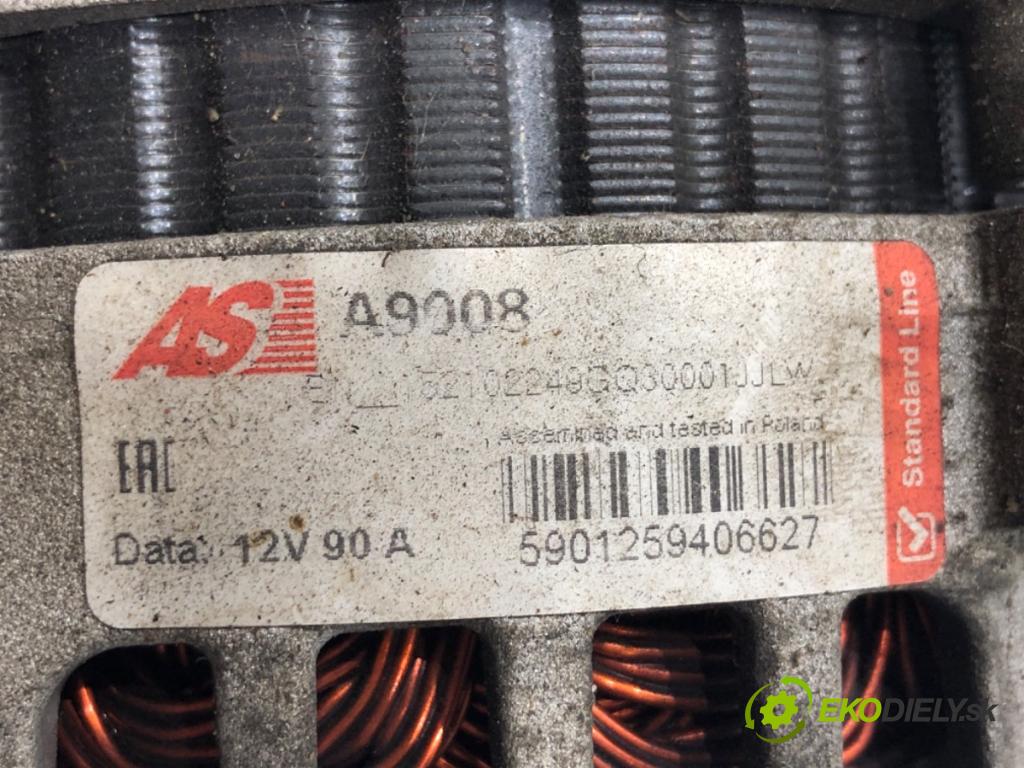 AS
A9008
Assembled and tested in Poland
EAC
Data: 12V 90 A
5901259406627
Standard Line
EKODIELY.sk